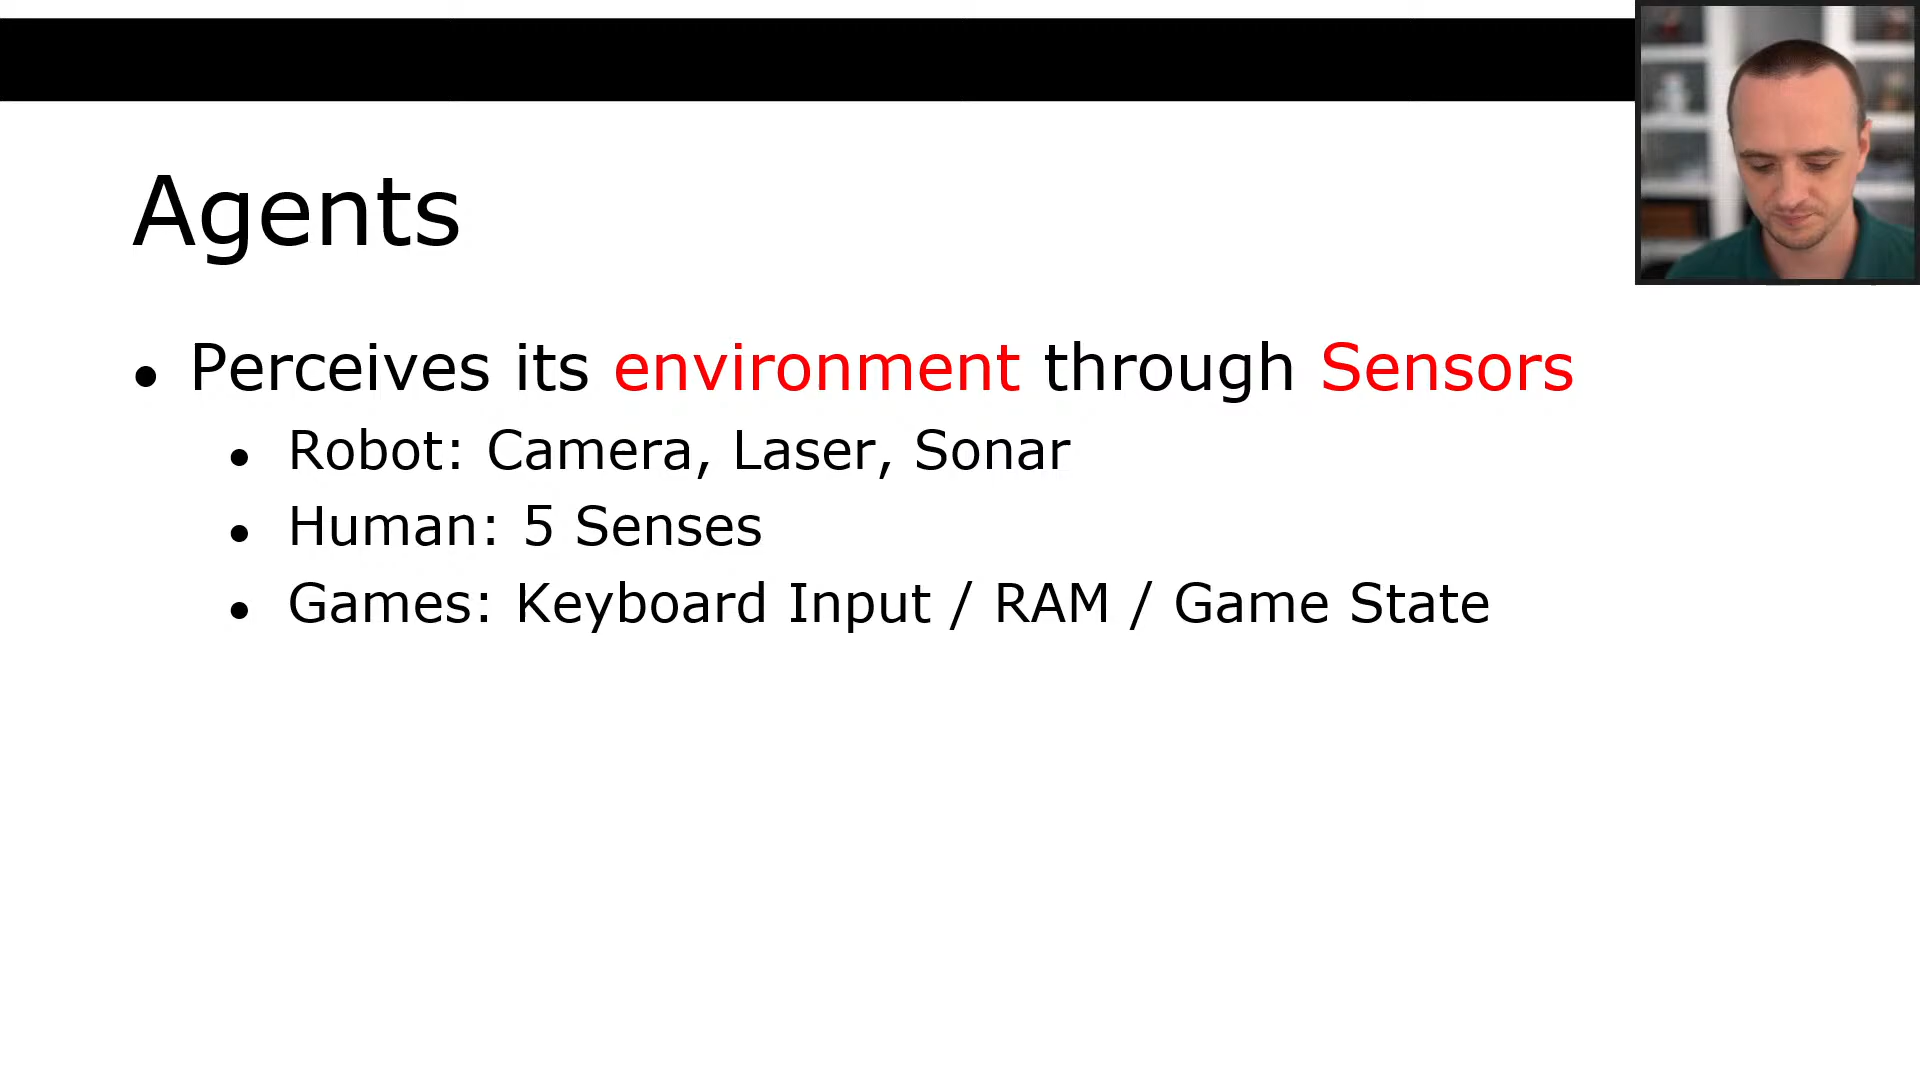 Agents
• Perceives its environment through Sensors
• Robot: Camera, Laser, Sonar
• Human: 5 Senses
• Games: Keyboard Input / RAM / Game State